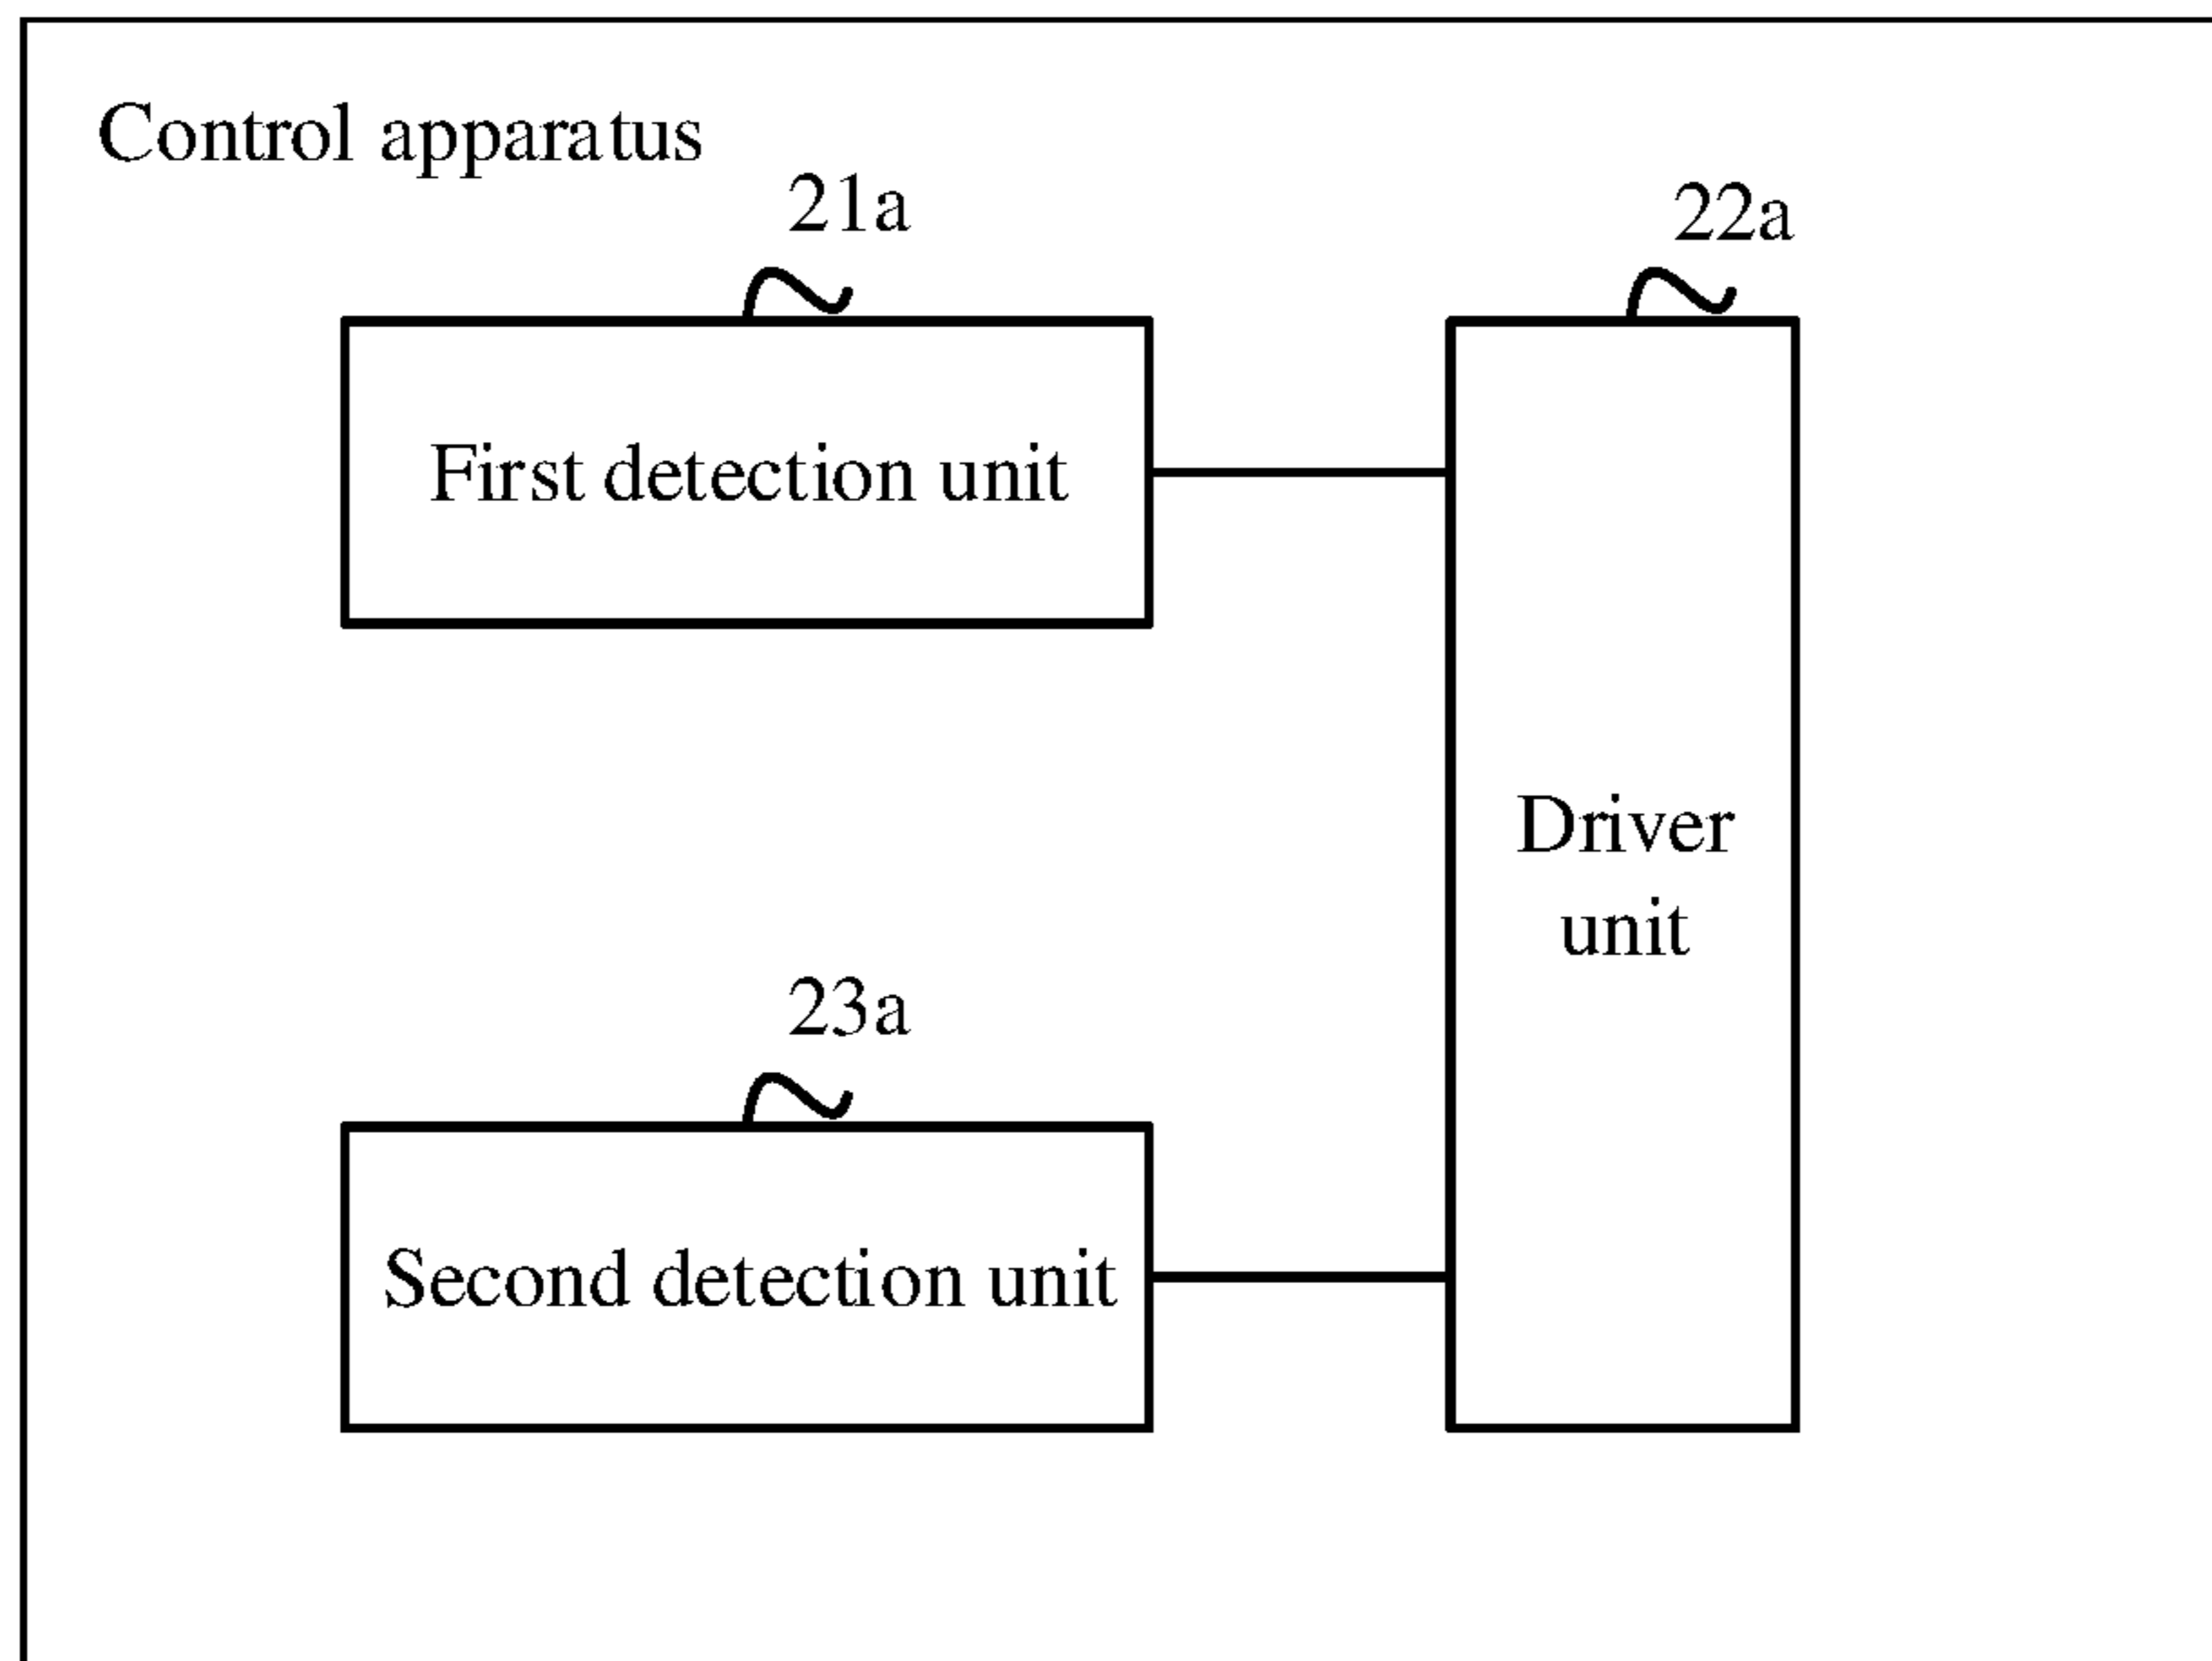 Control apparatus
21a
22a
First detection unit
Driver
unit
23a
Second detection unit